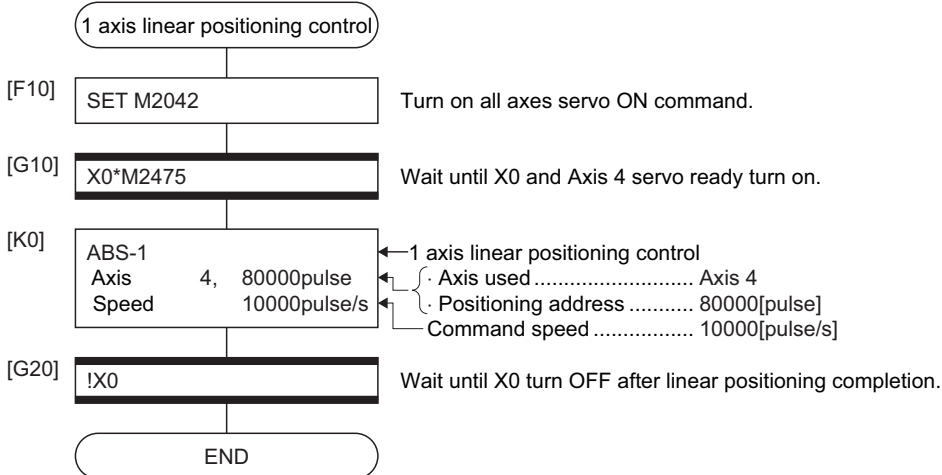 1 axis linear positioning control
[F10]
SET M2042
Turn on all axes servo ON command.
[G10]
X0*M2475
Wait until X0 and Axis 4 servo ready turn on.
[K0]
ABS-1
1 axis linear positioning control
Axis 4, 80000pulse
· Axis used ........................... Axis 4
Speed 10000pulse/s
· Positioning address ........... 80000[pulse]
Command speed ................. 10000[pulse/s]
[G20]
!X0
Wait until X0 turn OFF after linear positioning completion.
END